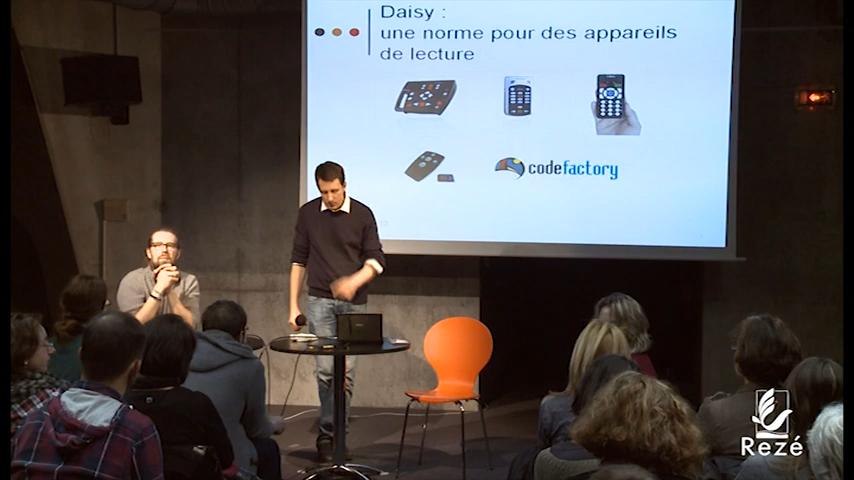 Daisy :
une norme pour des appareils
de lecture
codefactory
Rezé